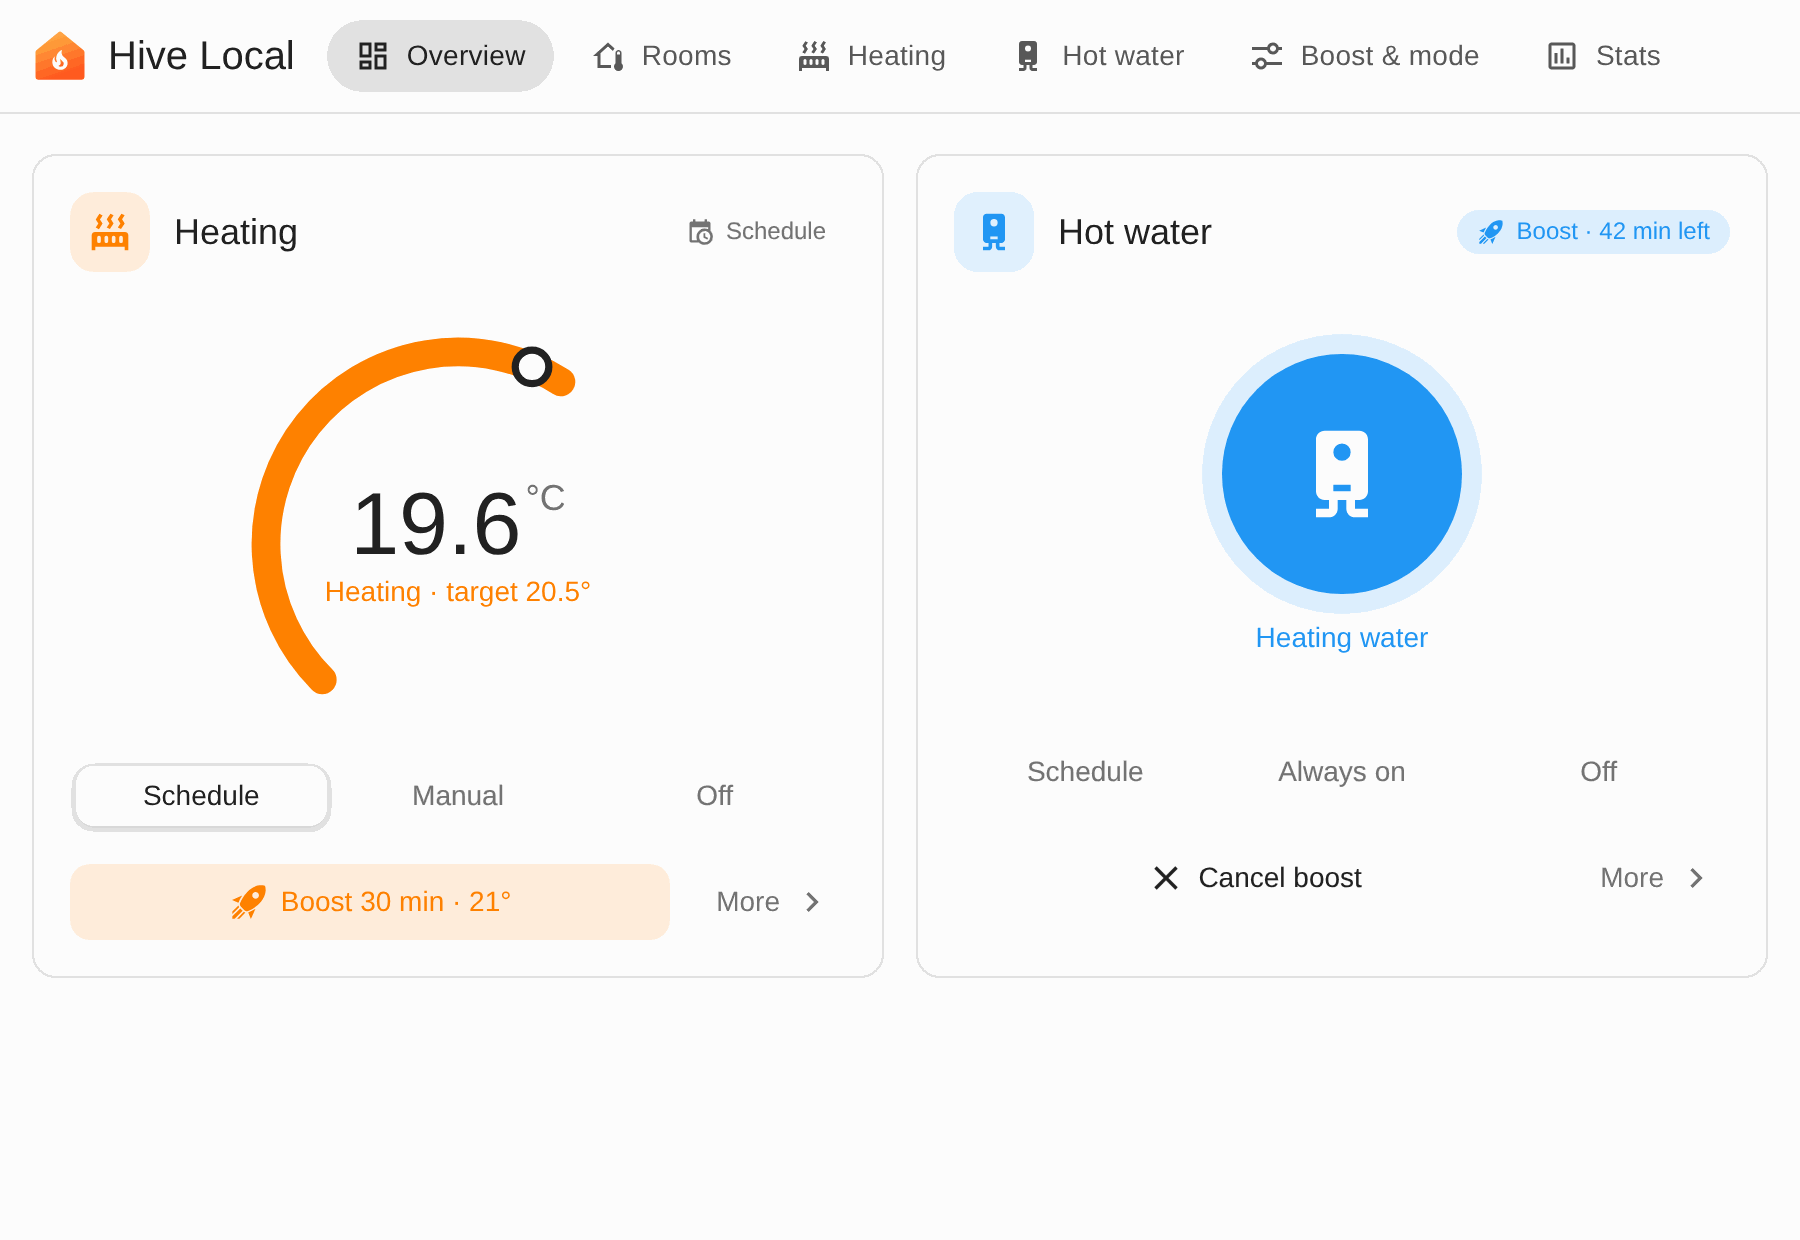 Hive Local
Overview
Rooms
Heating
Hot water
Boost & mode
Stats
Heating
Schedule
19.6 °C
Heating · target 20.5°
Schedule
Manual
Off
Boost 30 min · 21°
More
Hot water
Boost · 42 min left
Heating water
Schedule
Always on
Off
Cancel boost
More